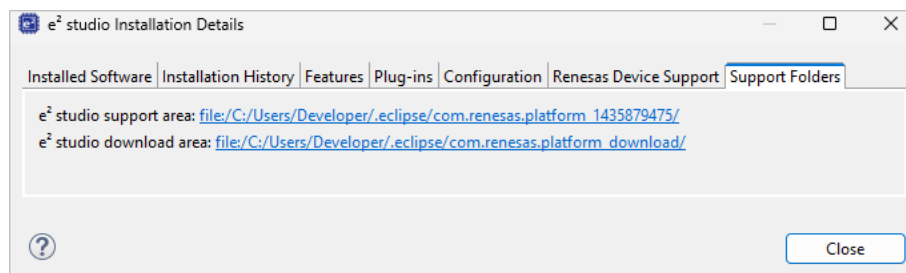 e² studio Installation Details
Installed Software Installation History Features Plug-ins Configuration Renesas Device Support Support Folders
e² studio support area: file:/C:/Users/Developer/.eclipse/com.renesas.platform_1435879475/
e² studio download area: file:/C:/Users/Developer/.eclipse/com.renesas.platform_download/
?
Close